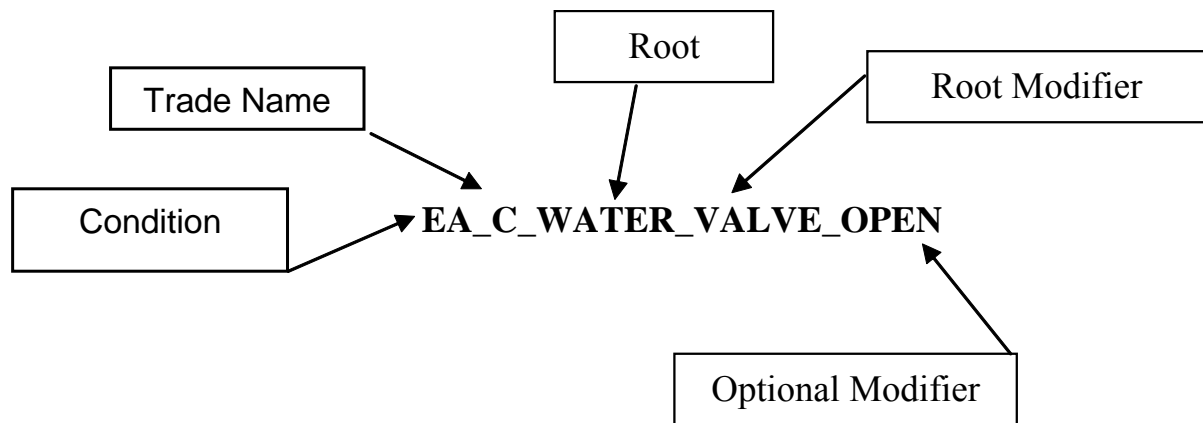 Root
Root Modifier
Trade Name
Condition
EA_C_WATER_VALVE_OPEN
Optional Modifier